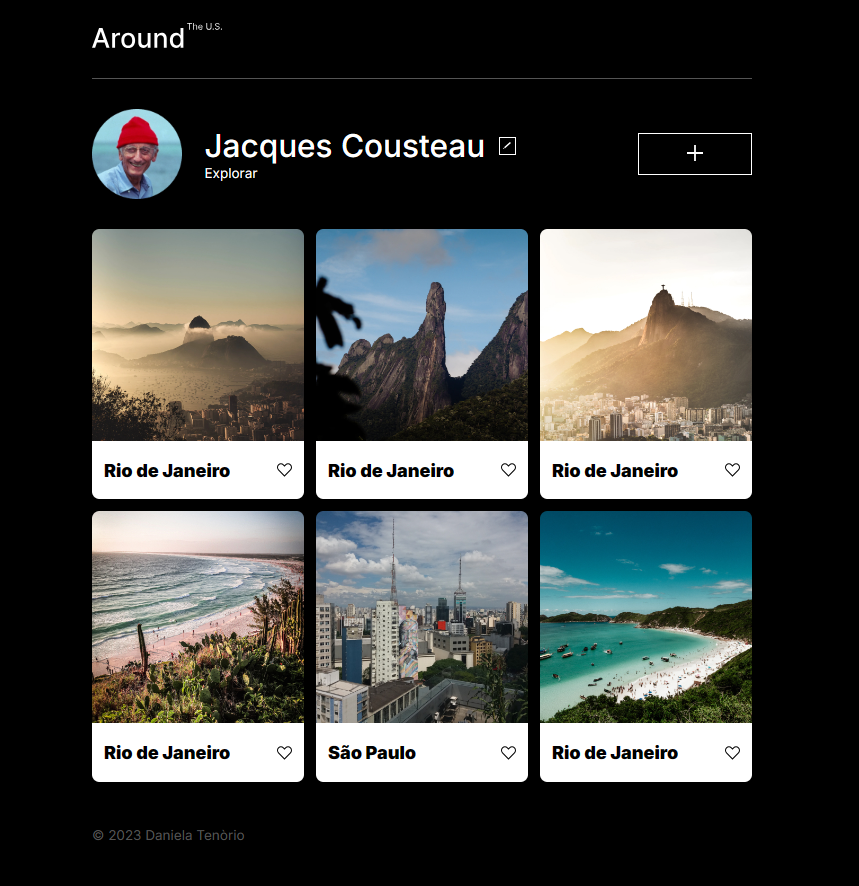 Around The U.S.
Jacques Cousteau
Explorar
Rio de Janeiro
Rio de Janeiro
Rio de Janeiro
Rio de Janeiro
São Paulo
Rio de Janeiro
© 2023 Daniela Tenòrio